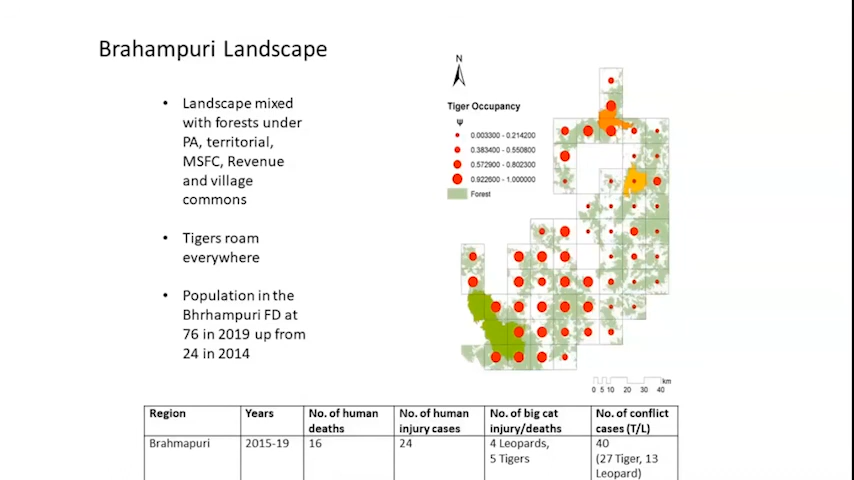 Brahampuri Landscape
• Landscape mixed
with forests under
PA, territorial,
MSFC, Revenue
and village
commons
• Tigers roam
everywhere
• Population in the
Bhrhampuri FD at
76 in 2019 up from
24 in 2014
N
Tiger Occupancy
Ψ
0.003300 - 0.214200
0.383400 - 0.550800
0.572900 - 0.802300
0.922600 - 1.000000
Forest
km
0 5 10 20 30 40
Region Years No. of human deaths No. of human injury cases No. of big cat injury/deaths No. of conflict cases (T/L)
Brahmapuri 2015-19 16 24 4 Leopards, 5 Tigers 40 (27 Tiger, 13 Leopard)